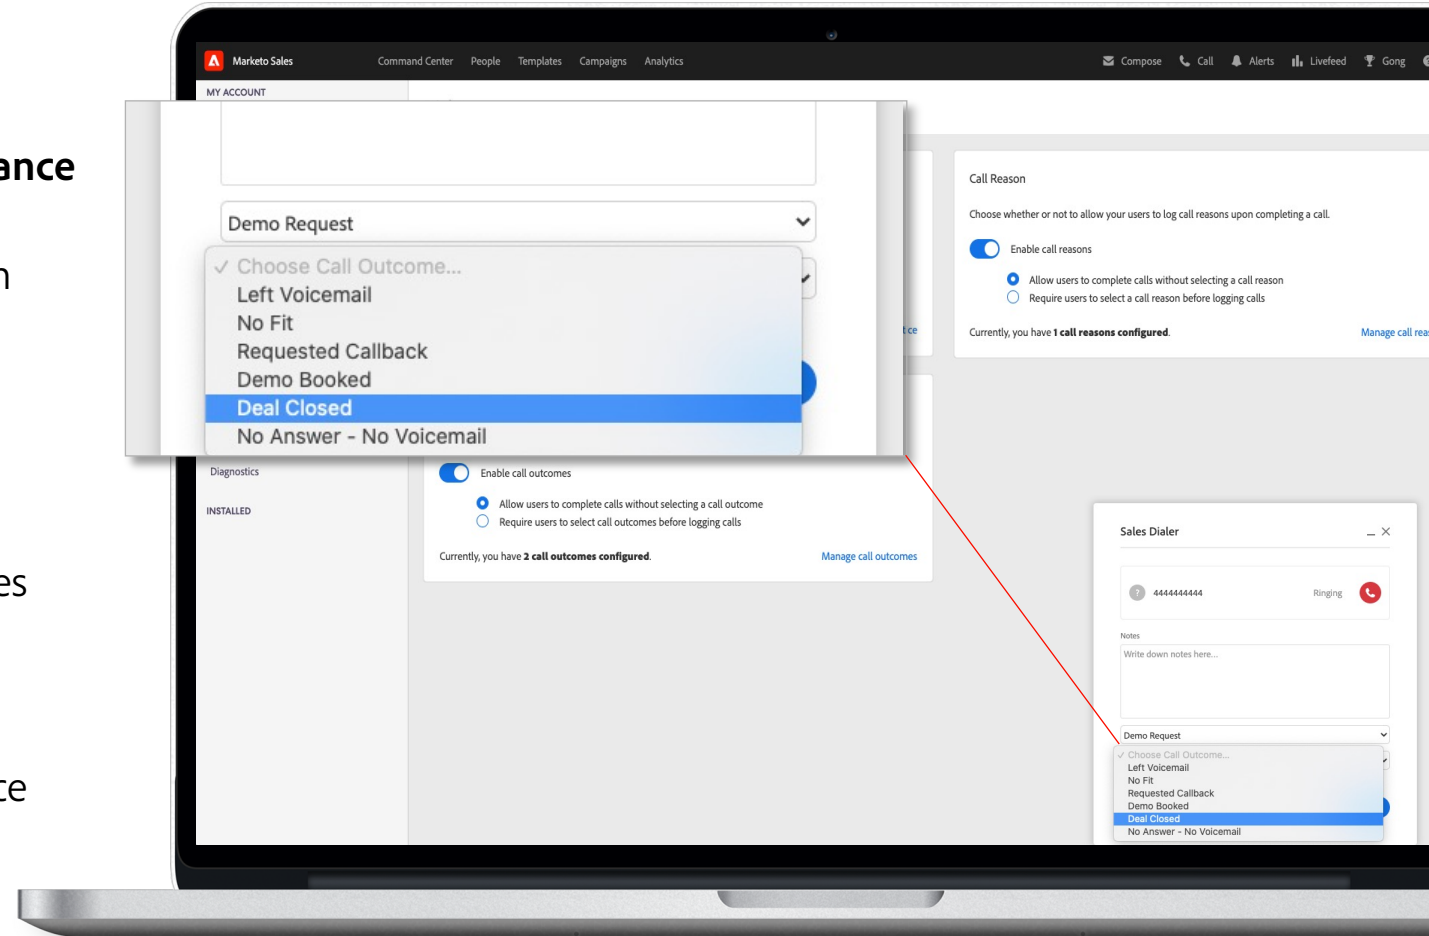 Marketo Sales
Command Center People Templates Campaigns Analytics
Compose Call Alerts Livefeed Gong
MY ACCOUNT
ance
Demo Request
✓ Choose Call Outcome...
Left Voicemail
No Fit
Requested Callback
Demo Booked
Deal Closed
No Answer - No Voicemail
Call Reason
Choose whether or not to allow your users to log call reasons upon completing a call.
Enable call reasons
Allow users to complete calls without selecting a call reason
Require users to select a call reason before logging calls
Currently, you have 1 call reasons configured.
Manage call reas
n
t ce
Diagnostics
INSTALLED
Enable call outcomes
Allow users to complete calls without selecting a call outcome
Require users to select call outcomes before logging calls
Currently, you have 2 call outcomes configured.
Manage call outcomes
es
ce
Sales Dialer
? 4444444444 Ringing
Notes
Write down notes here...
Demo Request
✓ Choose Call Outcome...
Left Voicemail
No Fit
Requested Callback
Demo Booked
Deal Closed
No Answer - No Voicemail